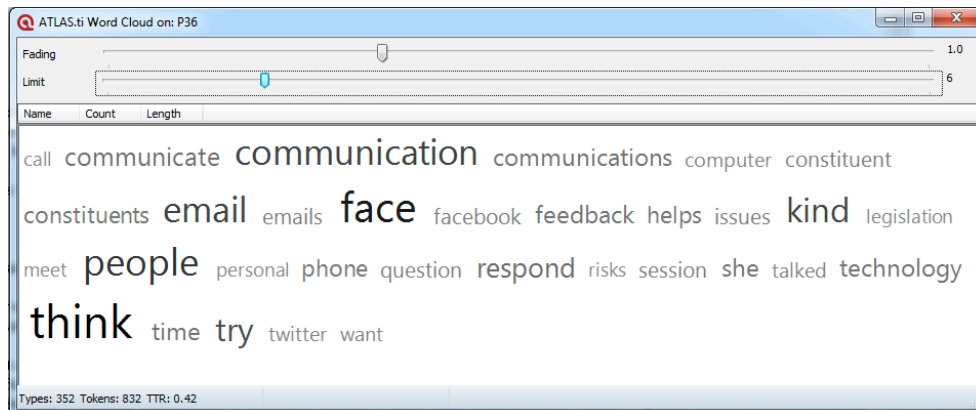 ATLAS.ti Word Cloud on: P36
Fading 1.0
Limit 6
Name Count Length
call communicate communication communications computer constituent
constituents email emails face facebook feedback helps issues kind legislation
meet people personal phone question respond risks session she talked technology
think time try twitter want
Types: 352 Tokens: 832 TTR: 0.42